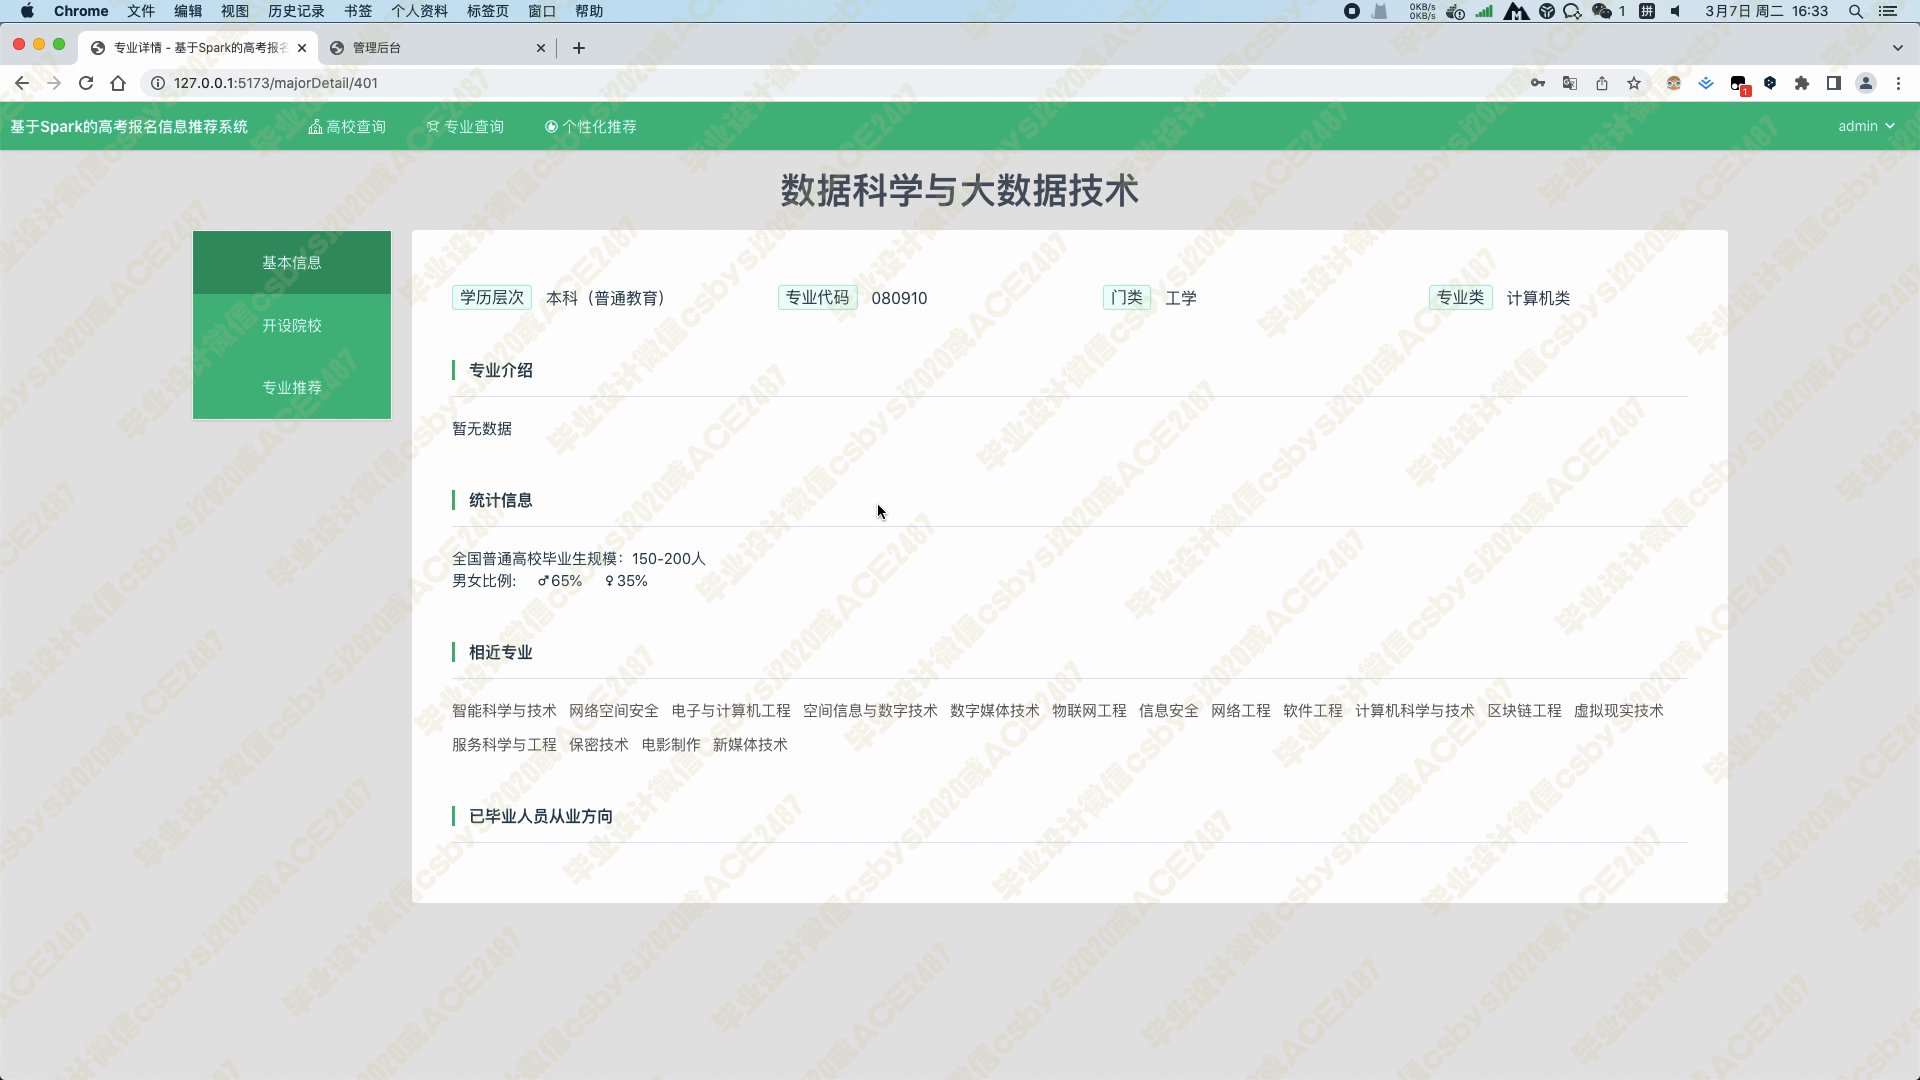 Chrome 文件 编辑 视图 历史记录 书签 个人资料 标签页 窗口 帮助 0KB/s 0KB/s 1 拼 3月7日 周二 16:33
专业详情 - 基于Spark的高考报名 管理后台
127.0.0.1:5173/majorDetail/401 1
基于Spark的高考报名信息推荐系统 高校查询 专业查询 个性化推荐 admin
数据科学与大数据技术
基本信息
开设院校
专业推荐
学历层次 本科（普通教育） 专业代码 080910 门类 工学 专业类 计算机类
专业介绍
暂无数据
统计信息
全国普通高校毕业生规模：150-200人
男女比例: ♂65% ♀35%
相近专业
智能科学与技术 网络空间安全 电子与计算机工程 空间信息与数字技术 数字媒体技术 物联网工程 信息安全 网络工程 软件工程 计算机科学与技术 区块链工程 虚拟现实技术
服务科学与工程 保密技术 电影制作 新媒体技术
已毕业人员从业方向
毕业设计微信csbysj2020或ACE2487